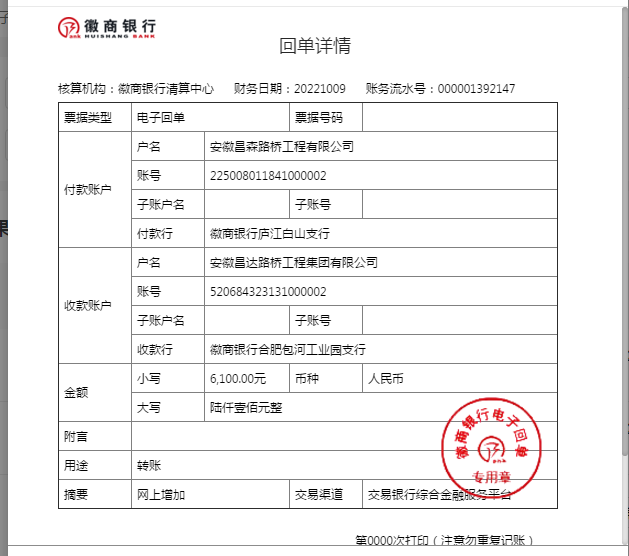 徽商银行
HUISHANG BANK
回单详情
核算机构：徽商银行清算中心 财务日期：20221009 账务流水号：000001392147
票据类型 电子回单 票据号码
付款账户
户名 安徽昌森路桥工程有限公司
账号 225008011841000002
子账户名 子账号
付款行 徽商银行庐江白山支行
收款账户
户名 安徽昌达路桥工程集团有限公司
账号 520684323131000002
子账户名 子账号
收款行 徽商银行合肥包河工业园支行
金额
小写 6,100.00元 币种 人民币
大写 陆仟壹佰元整
附言
用途 转账
摘要 网上增加 交易渠道 交易银行综合金融服务平台
徽商银行电子回单
专用章
第0000次打印（注意勿重复记账）